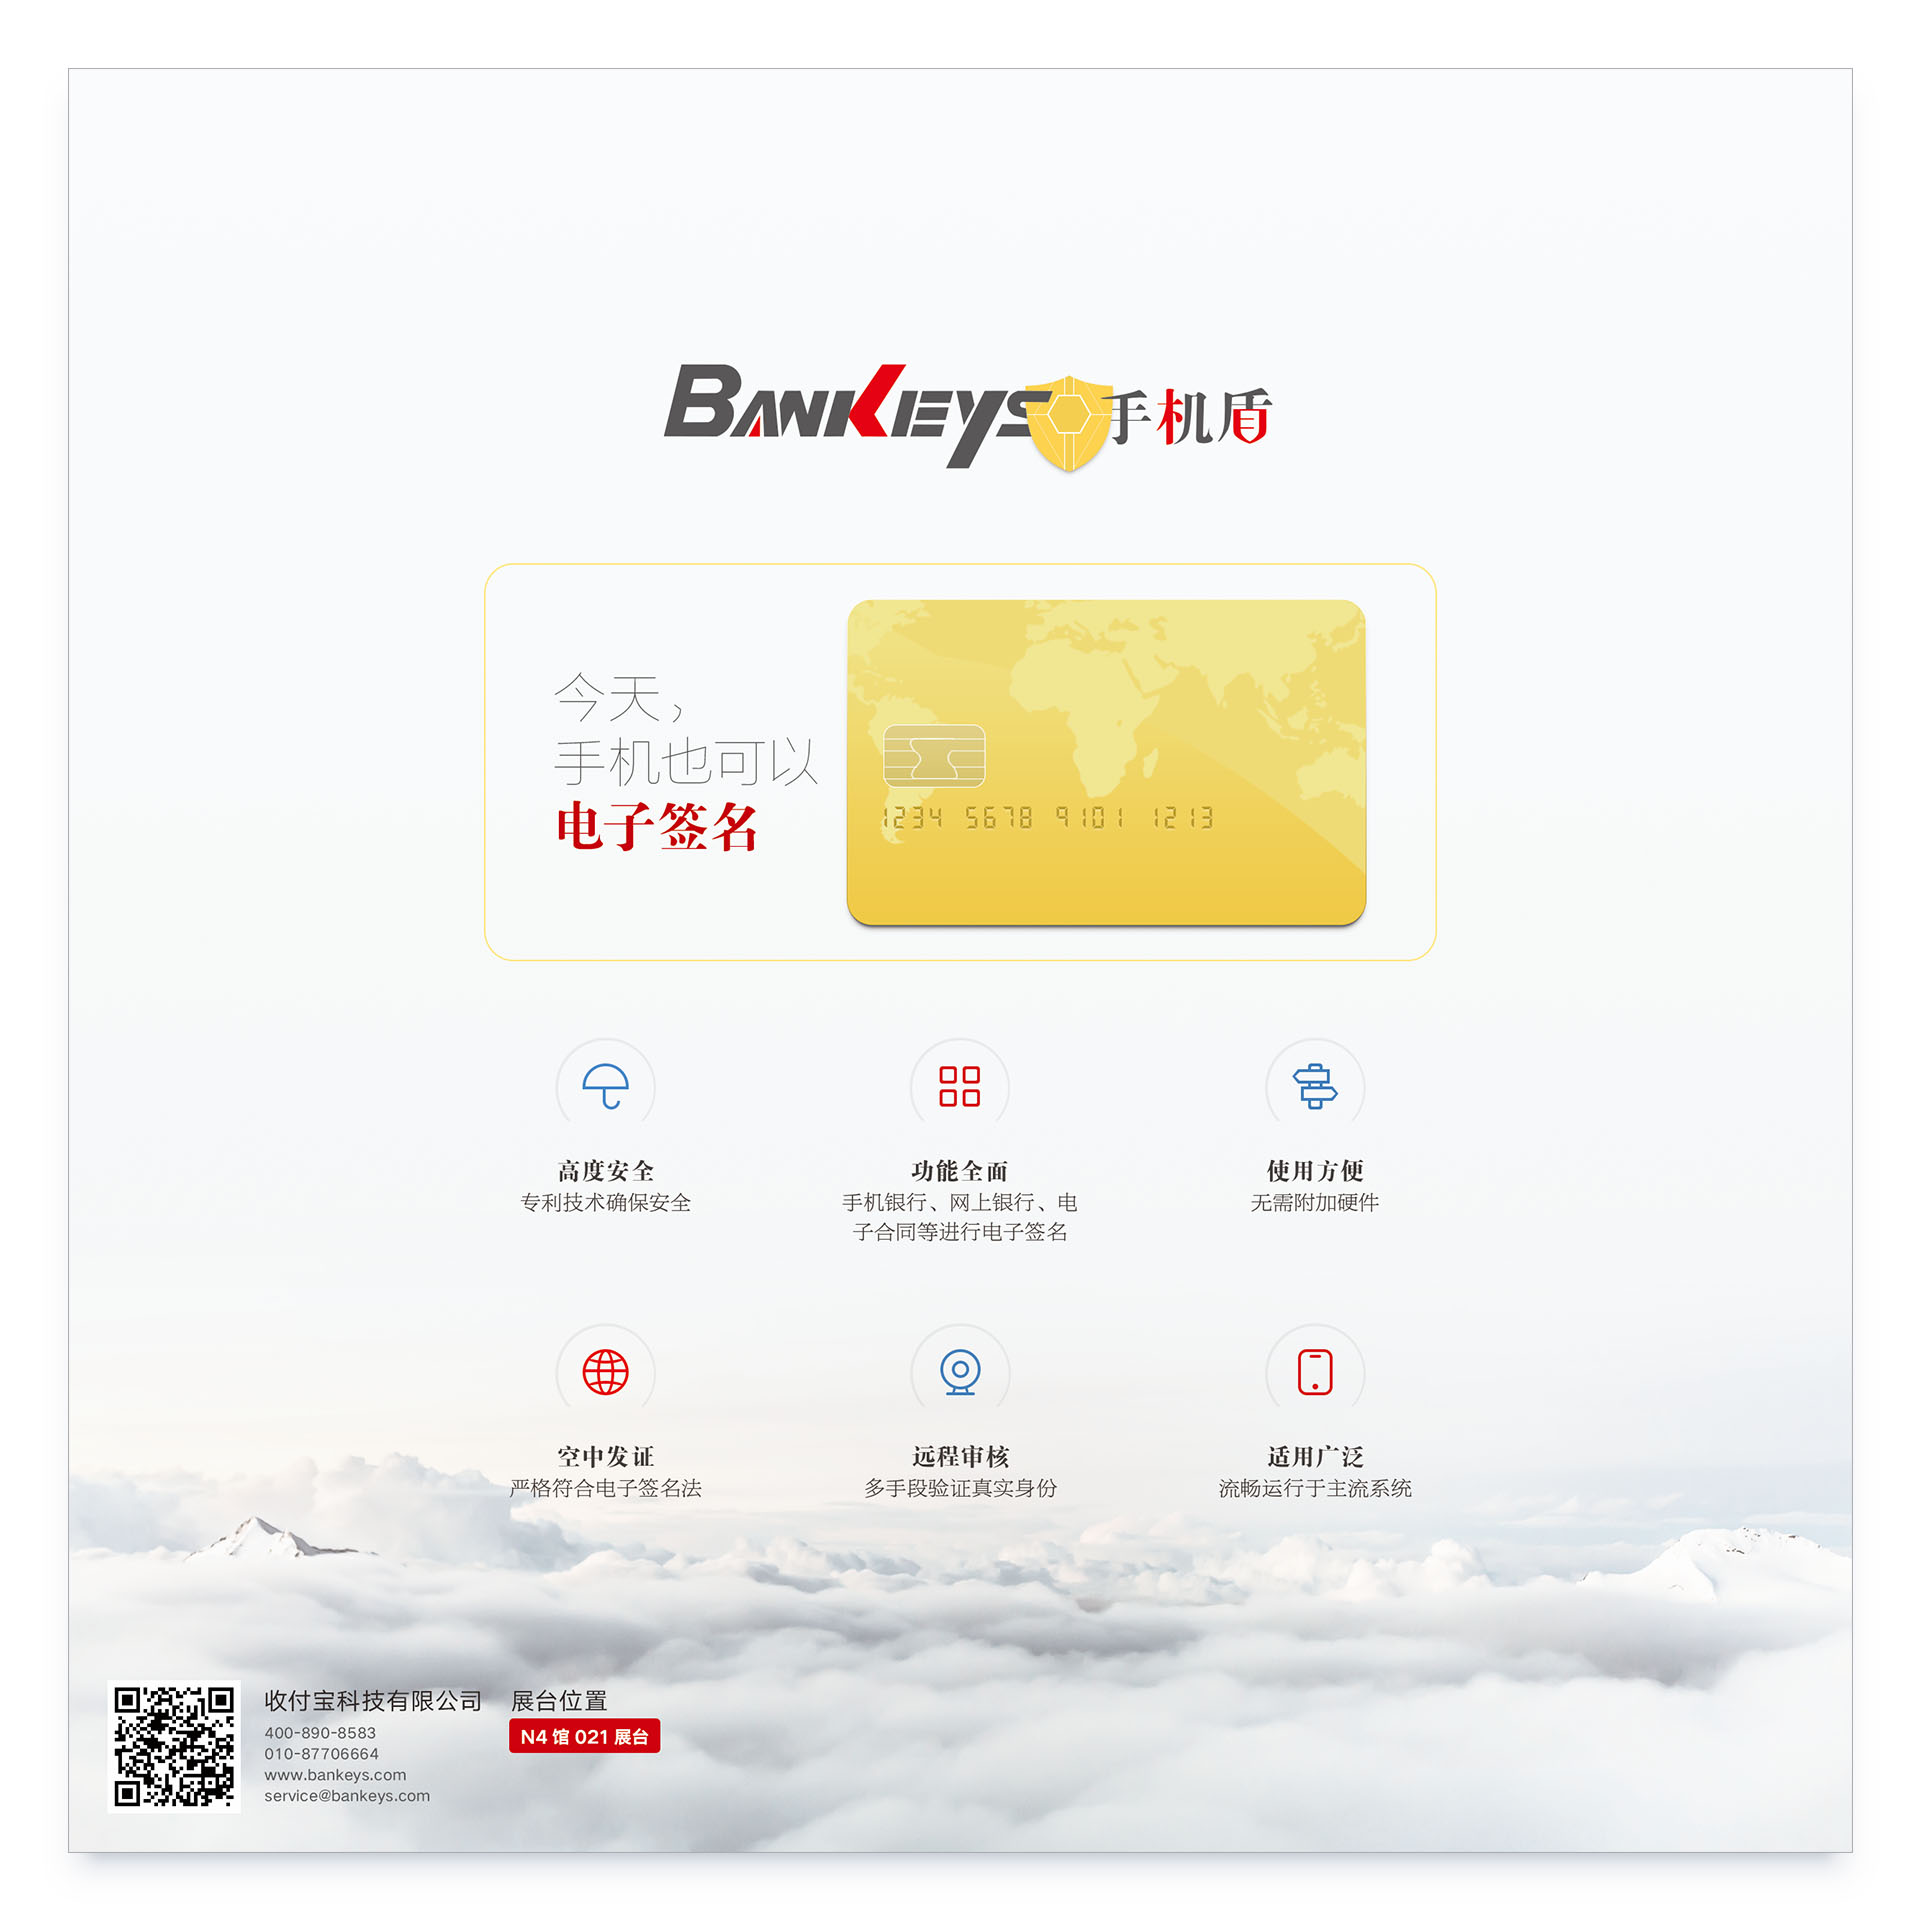 BANKEYS 手机盾
今天，
手机也可以
电子签名
1234 5678 9101 1213
高度安全
专利技术确保安全
功能全面
手机银行、网上银行、电
子合同等进行电子签名
使用方便
无需附加硬件
空中发证
严格符合电子签名法
远程审核
多手段验证真实身份
适用广泛
流畅运行于主流系统
收付宝科技有限公司
400-890-8583
010-87706664
www.bankeys.com
service@bankeys.com
展台位置
N4 馆 021 展台